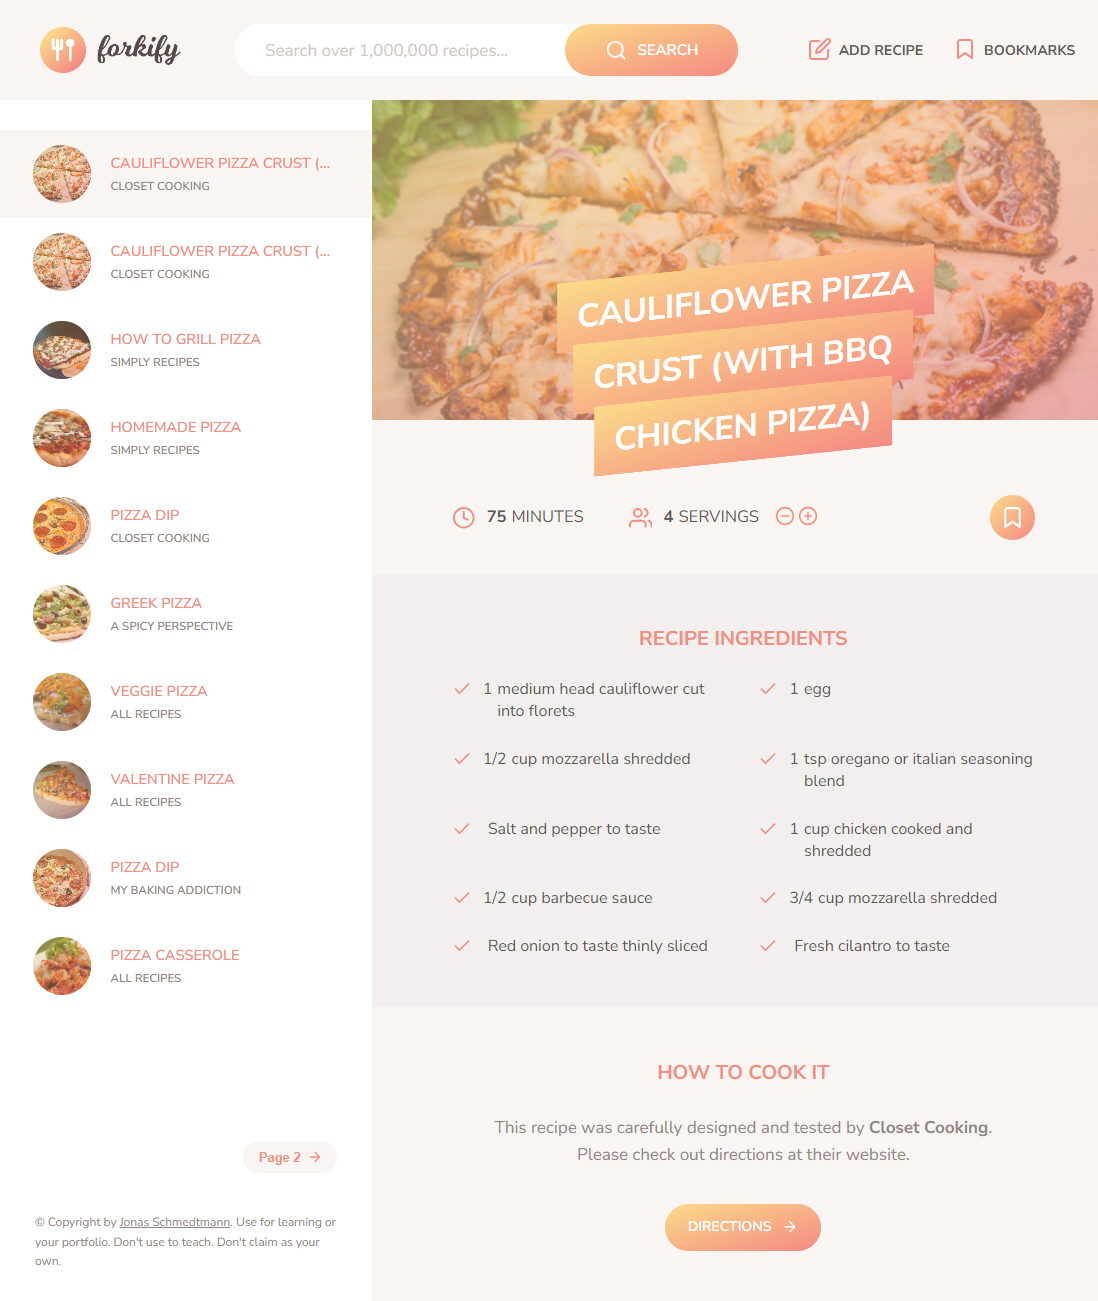 forkify
Search over 1,000,000 recipes...
SEARCH
ADD RECIPE
BOOKMARKS
CAULIFLOWER PIZZA CRUST (...
CLOSET COOKING
CAULIFLOWER PIZZA CRUST (...
CLOSET COOKING
HOW TO GRILL PIZZA
SIMPLY RECIPES
HOMEMADE PIZZA
SIMPLY RECIPES
PIZZA DIP
CLOSET COOKING
GREEK PIZZA
A SPICY PERSPECTIVE
VEGGIE PIZZA
ALL RECIPES
VALENTINE PIZZA
ALL RECIPES
PIZZA DIP
MY BAKING ADDICTION
PIZZA CASSEROLE
ALL RECIPES
Page 2
© Copyright by Jonas Schmedtmann. Use for learning or
your portfolio. Don't use to teach. Don't claim as your
own.
CAULIFLOWER PIZZA
CRUST (WITH BBQ
CHICKEN PIZZA)
75 MINUTES
4 SERVINGS
RECIPE INGREDIENTS
1 medium head cauliflower cut
into florets
1 egg
1/2 cup mozzarella shredded
1 tsp oregano or italian seasoning
blend
Salt and pepper to taste
1 cup chicken cooked and
shredded
1/2 cup barbecue sauce
3/4 cup mozzarella shredded
Red onion to taste thinly sliced
Fresh cilantro to taste
HOW TO COOK IT
This recipe was carefully designed and tested by Closet Cooking.
Please check out directions at their website.
DIRECTIONS